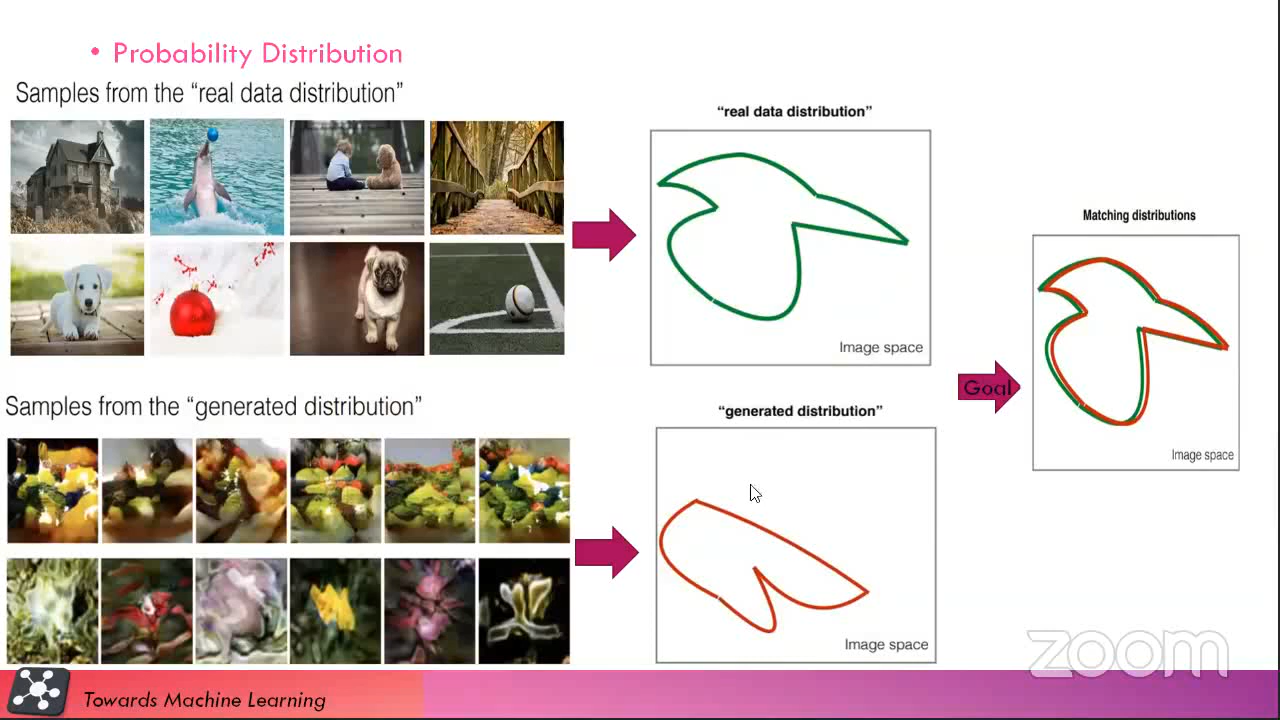 • Probability Distribution
Samples from the “real data distribution”
“real data distribution”
Image space
Matching distributions
Image space
Goal
Samples from the “generated distribution”
“generated distribution”
Image space
zoom
Towards Machine Learning